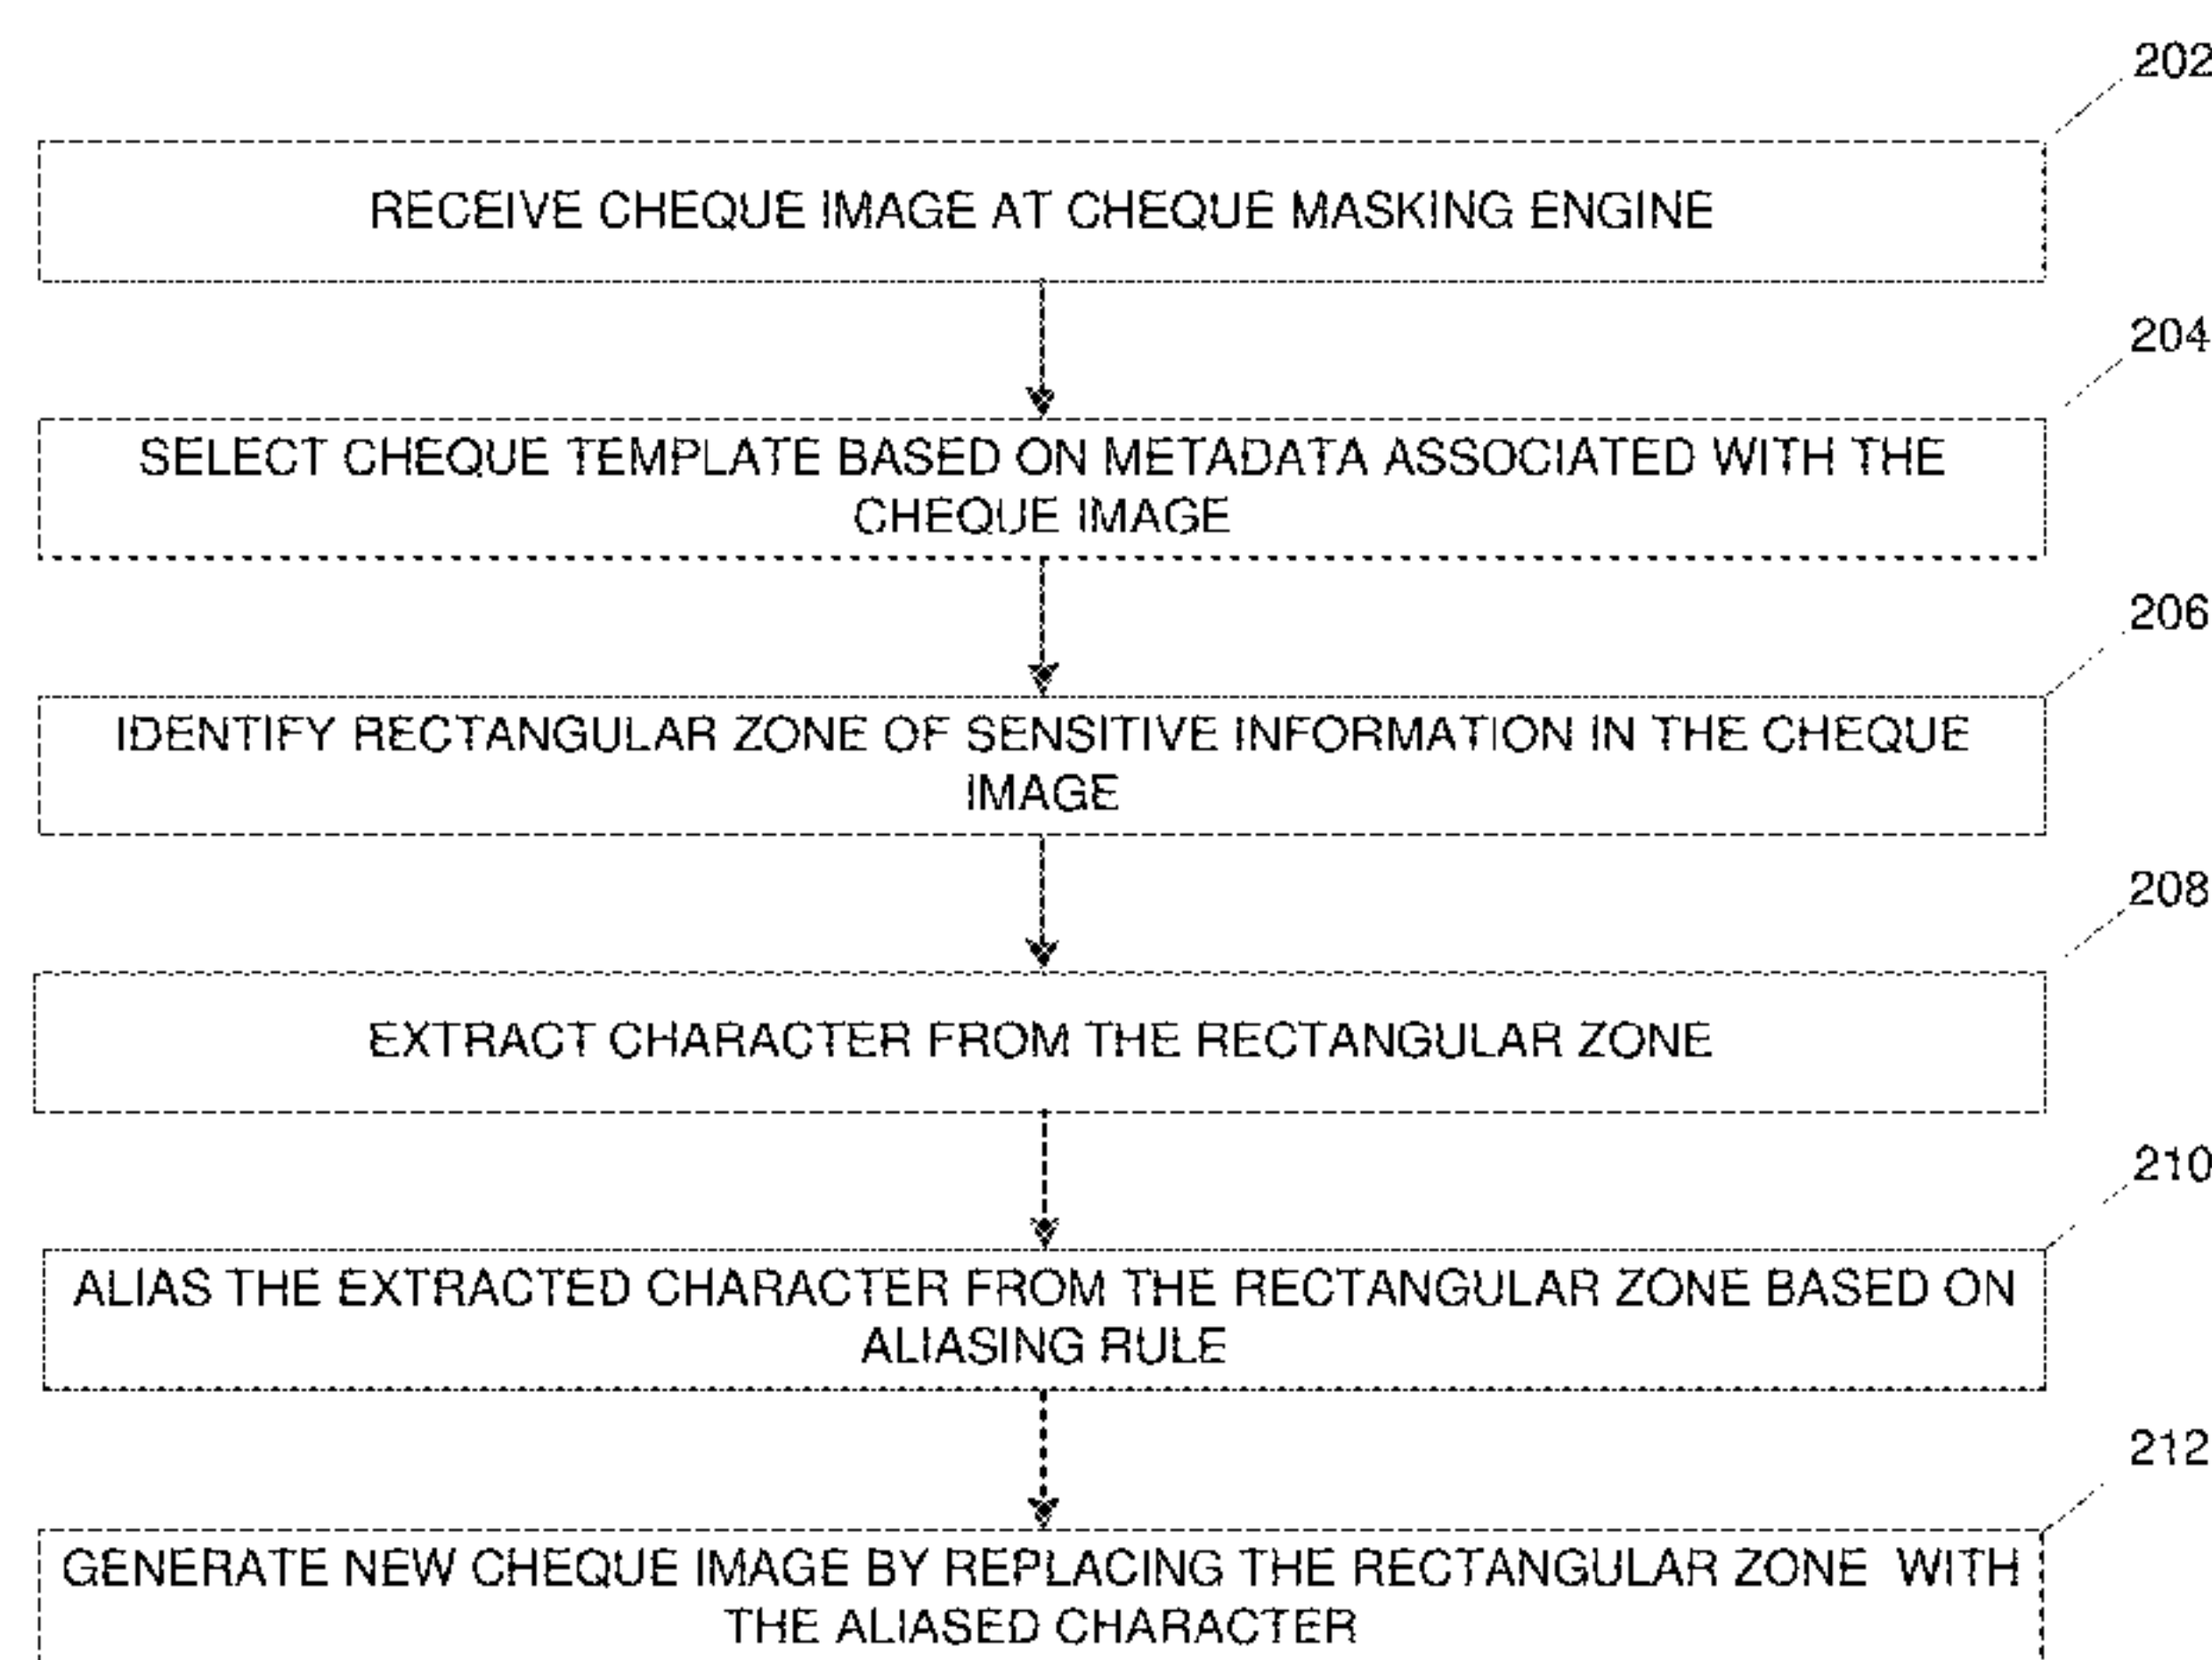 202
RECEIVE CHEQUE IMAGE AT CHEQUE MASKING ENGINE
204
SELECT CHEQUE TEMPLATE BASED ON METADATA ASSOCIATED WITH THE
CHEQUE IMAGE
206
IDENTIFY RECTANGULAR ZONE OF SENSITIVE INFORMATION IN THE CHEQUE
IMAGE
208
EXTRACT CHARACTER FROM THE RECTANGULAR ZONE
210
ALIAS THE EXTRACTED CHARACTER FROM THE RECTANGULAR ZONE BASED ON
ALIASING RULE
212
GENERATE NEW CHEQUE IMAGE BY REPLACING THE RECTANGULAR ZONE WITH
THE ALIASED CHARACTER